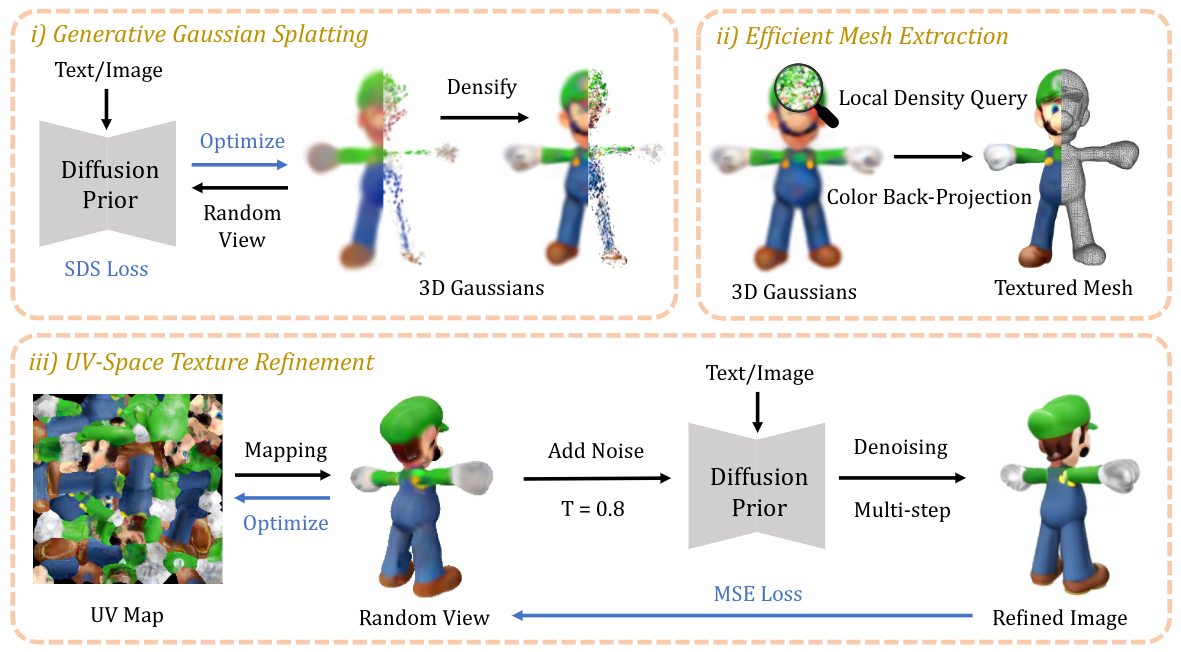 i) Generative Gaussian Splatting
Text/Image
Diffusion
Prior
SDS Loss
Optimize
Random
View
Densify
3D Gaussians
ii) Efficient Mesh Extraction
Local Density Query
Color Back-Projection
3D Gaussians
Textured Mesh
iii) UV-Space Texture Refinement
UV Map
Mapping
Optimize
Random View
Add Noise
T = 0.8
Text/Image
Diffusion
Prior
Denoising
Multi-step
MSE Loss
Refined Image